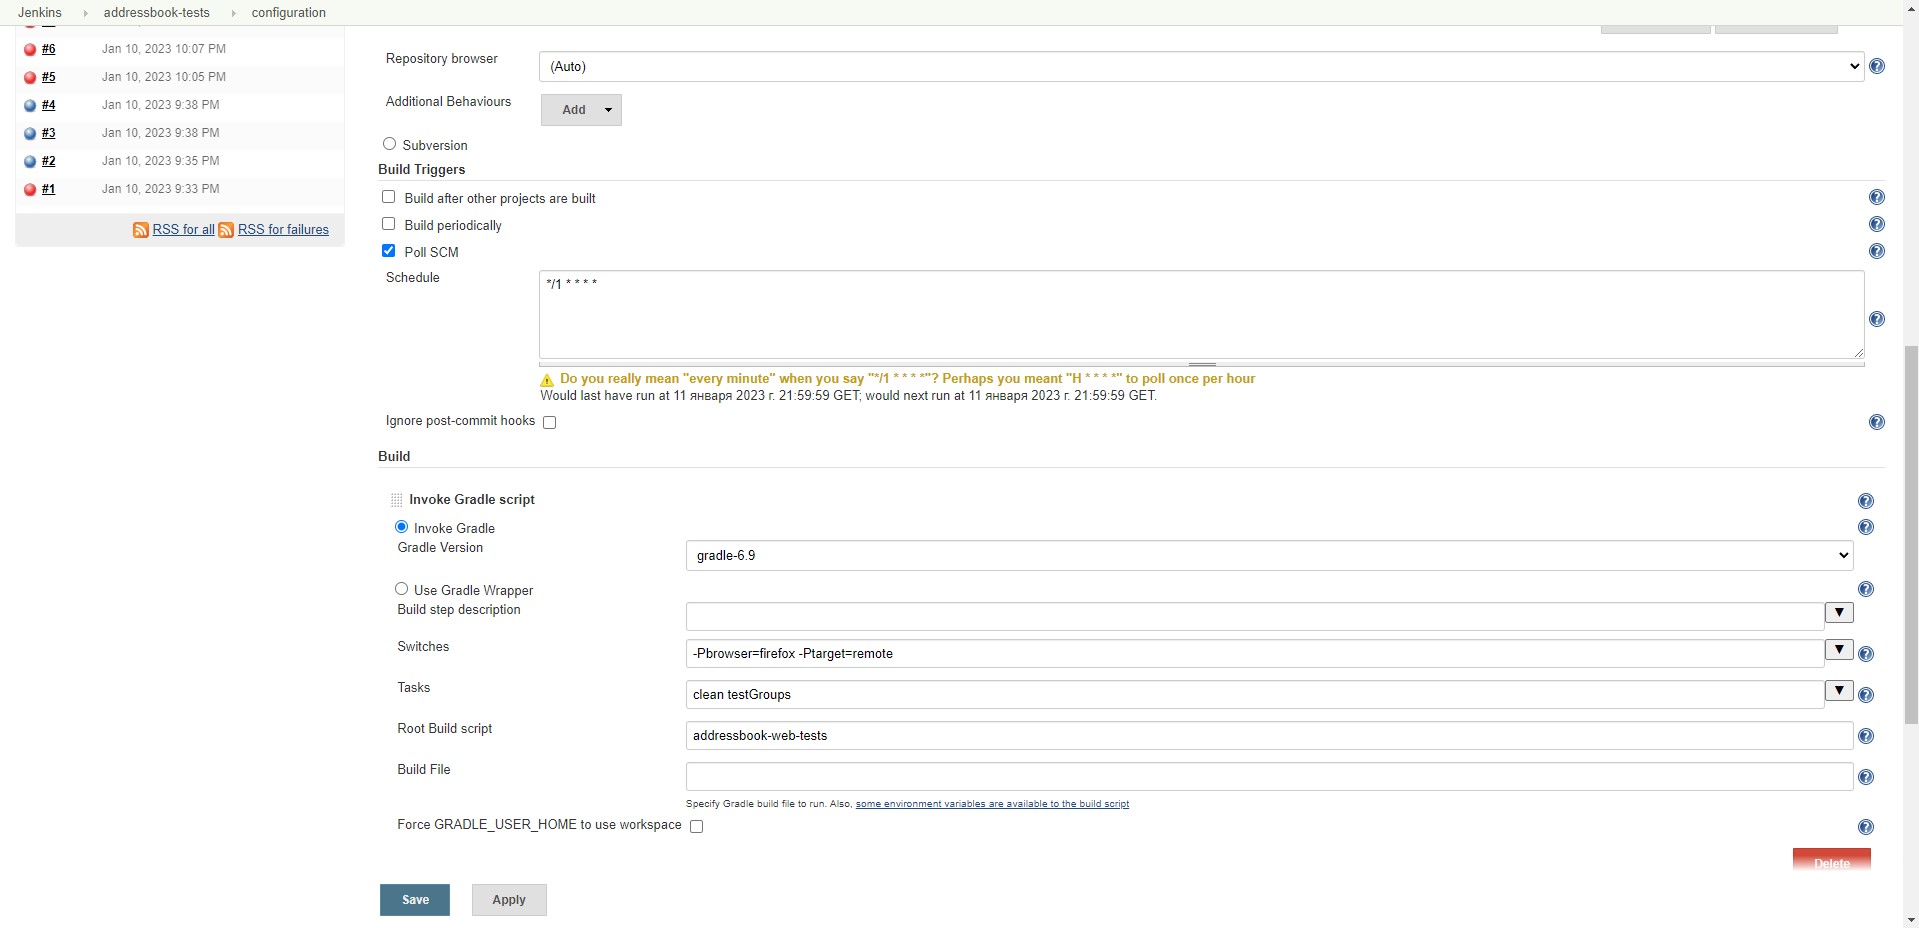 Jenkins addressbook-tests configuration
#6 Jan 10, 2023 10:07 PM
#5 Jan 10, 2023 10:05 PM
#4 Jan 10, 2023 9:38 PM
#3 Jan 10, 2023 9:38 PM
#2 Jan 10, 2023 9:35 PM
#1 Jan 10, 2023 9:33 PM
RSS for all RSS for failures
Repository browser (Auto)
Additional Behaviours Add
Subversion
Build Triggers
Build after other projects are built
Build periodically
Poll SCM
Schedule */1 * * * *
Do you really mean "every minute" when you say "*/1 * * * *"? Perhaps you meant "H * * * *" to poll once per hour
Would last have run at 11 января 2023 г. 21:59:59 GET; would next run at 11 января 2023 г. 21:59:59 GET.
Ignore post-commit hooks
Build
Invoke Gradle script
Invoke Gradle
Gradle Version gradle-6.9
Use Gradle Wrapper
Build step description
Switches -Pbrowser=firefox -Ptarget=remote
Tasks clean testGroups
Root Build script addressbook-web-tests
Build File
Specify Gradle build file to run. Also, some environment variables are available to the build script
Force GRADLE_USER_HOME to use workspace
Delete
Save Apply